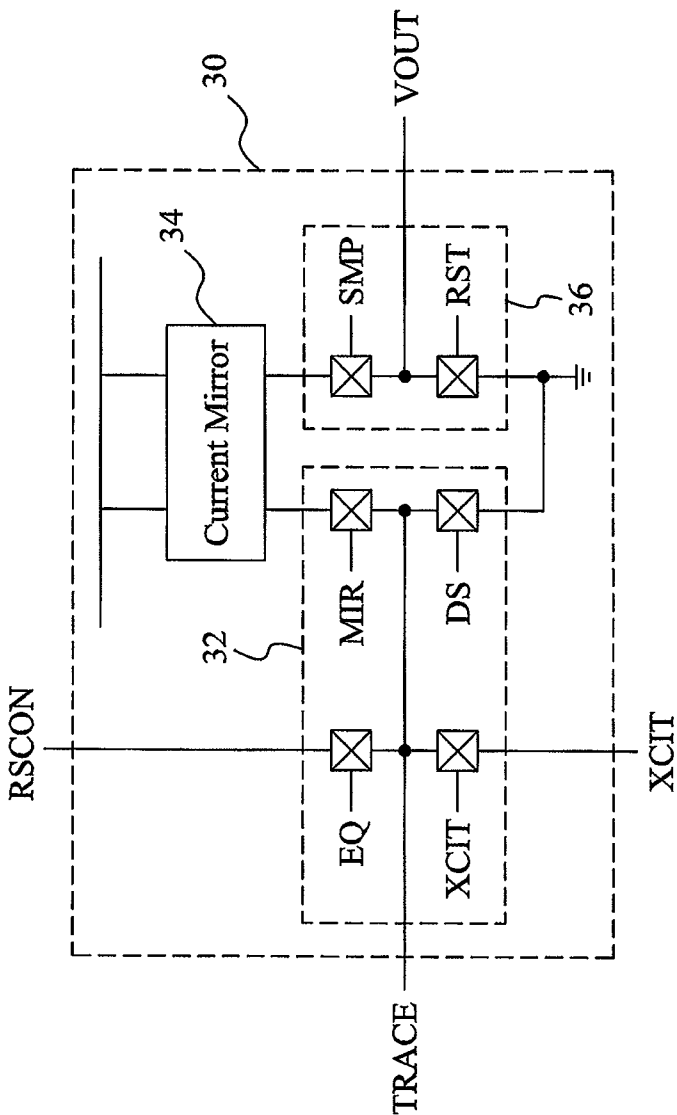 RSCON
30
34
Current Mirror
32
EQ
MIR
SMP
TRACE
VOUT
XCIT
DS
RST
36
XCIT